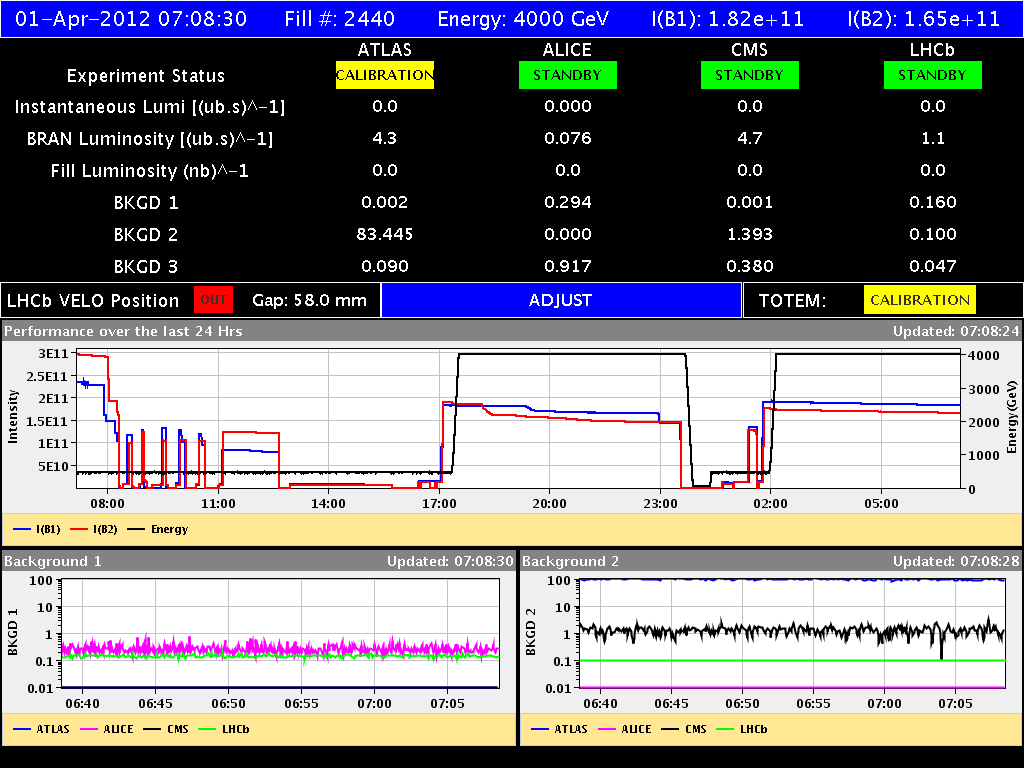 01-Apr-2012 07:08:30 Fill #: 2440 Energy: 4000 GeV I(B1): 1.82e+11 I(B2): 1.65e+11
ATLAS ALICE CMS LHCb
Experiment Status CALIBRATION STANDBY STANDBY STANDBY
Instantaneous Lumi [(ub.s)^-1] 0.0 0.000 0.0 0.0
BRAN Luminosity [(ub.s)^-1] 4.3 0.076 4.7 1.1
Fill Luminosity (nb)^-1 0.0 0.0 0.0 0.0
BKGD 1 0.002 0.294 0.001 0.160
BKGD 2 83.445 0.000 1.393 0.100
BKGD 3 0.090 0.917 0.380 0.047
LHCb VELO Position OUT Gap: 58.0 mm ADJUST TOTEM: CALIBRATION
Performance over the last 24 Hrs Updated: 07:08:24
3E11 4000
2.5E11
3000
2E11
1.5E11 2000
1E11
1000
5E10
0
Intensity
Energy(GeV)
08:00 11:00 14:00 17:00 20:00 23:00 02:00 05:00
I(B1) I(B2) Energy
Background 1 Updated: 07:08:30
100
10
1
0.1
0.01
BKGD 1
06:40 06:45 06:50 06:55 07:00 07:05
ATLAS ALICE CMS LHCb
Background 2 Updated: 07:08:28
100
10
1
0.1
0.01
BKGD 2
06:40 06:45 06:50 06:55 07:00 07:05
ATLAS ALICE CMS LHCb